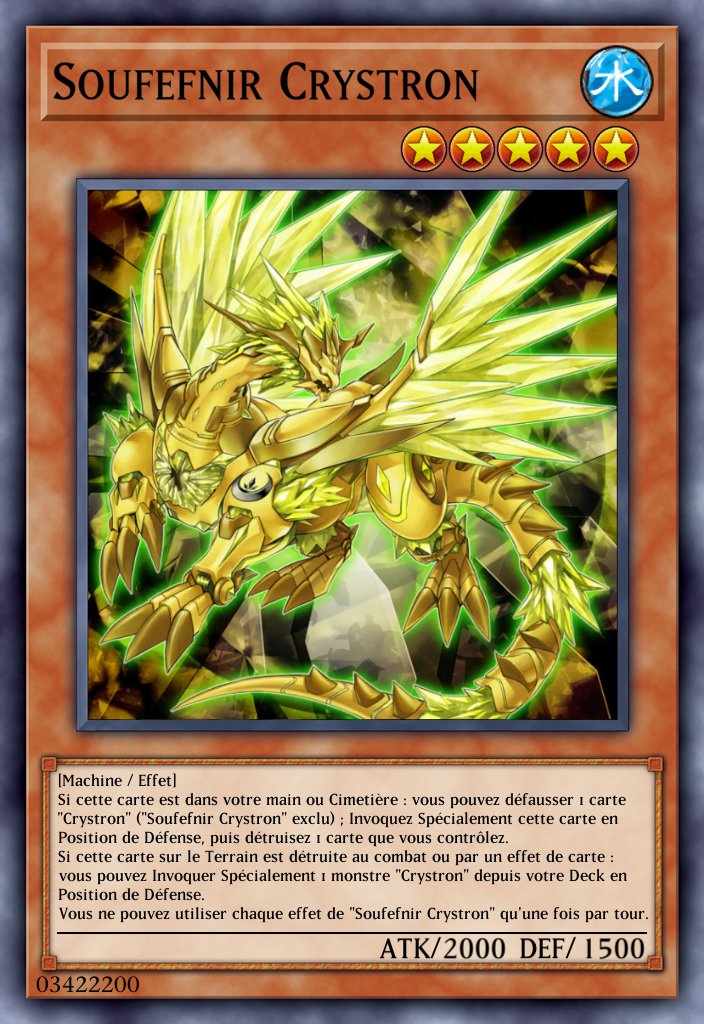 Soufefnir Crystron
水
[Machine / Effet]
Si cette carte est dans votre main ou Cimetière : vous pouvez défausser 1 carte
"Crystron" ("Soufefnir Crystron" exclu) ; Invoquez Spécialement cette carte en
Position de Défense, puis détruisez 1 carte que vous contrôlez.
Si cette carte sur le Terrain est détruite au combat ou par un effet de carte :
vous pouvez Invoquer Spécialement 1 monstre "Crystron" depuis votre Deck en
Position de Défense.
Vous ne pouvez utiliser chaque effet de "Soufefnir Crystron" qu'une fois par tour.
ATK/2000 DEF/1500
03422200